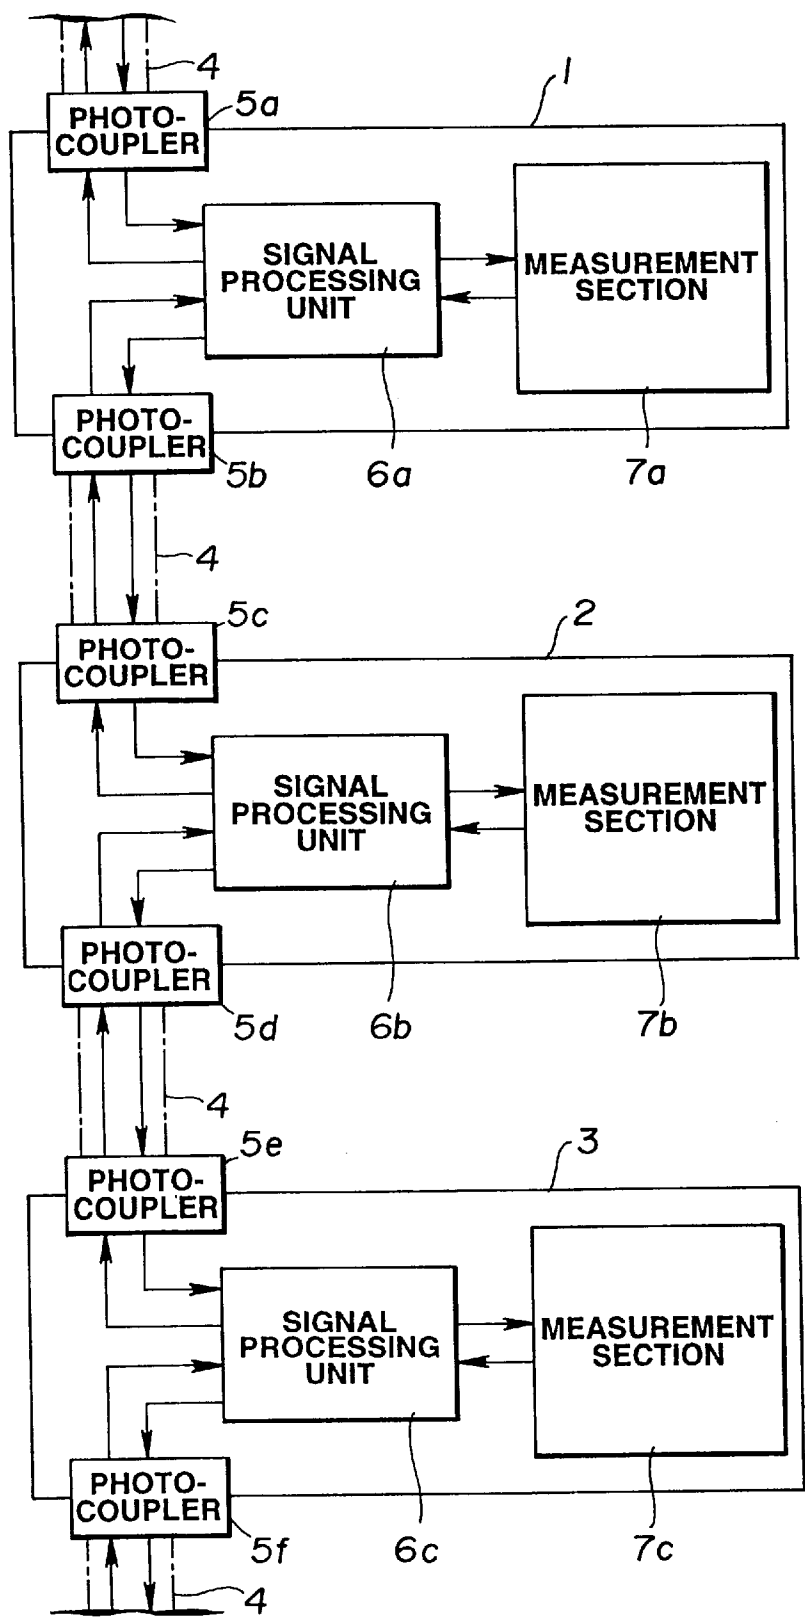 4
PHOTO-
COUPLER
5a
1
SIGNAL
PROCESSING
UNIT
MEASUREMENT
SECTION
PHOTO-
COUPLER
5b
6a
7a
4
5c
2
PHOTO-
COUPLER
SIGNAL
PROCESSING
UNIT
MEASUREMENT
SECTION
PHOTO-
COUPLER
5d
6b
7b
4
5e
3
PHOTO-
COUPLER
SIGNAL
PROCESSING
UNIT
MEASUREMENT
SECTION
PHOTO-
COUPLER
5f
6c
7c
4